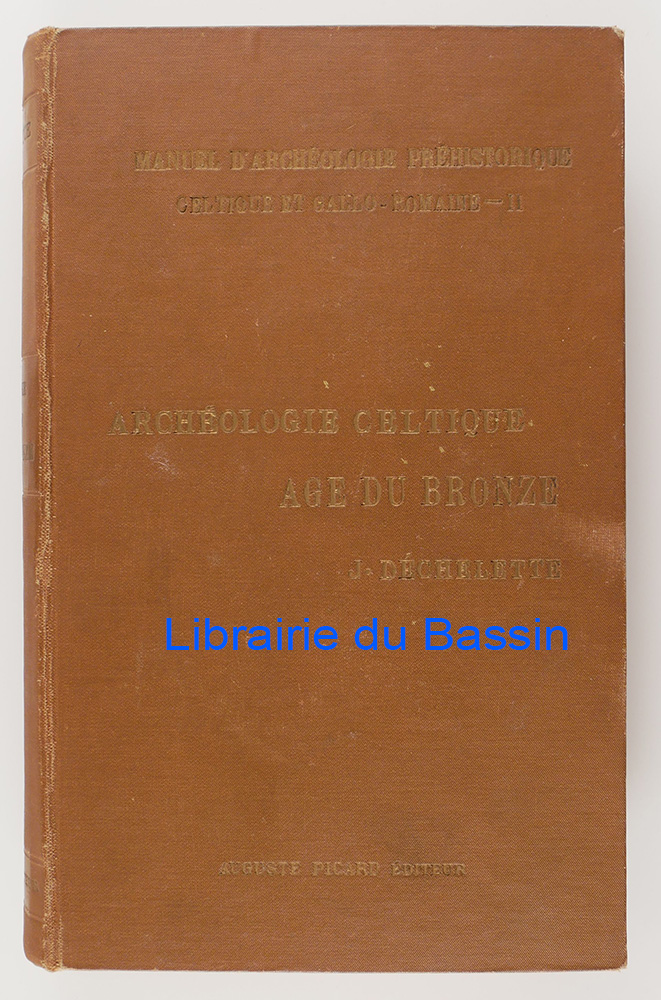 MANUEL D'ARCHÉOLOGIE PRÉHISTORIQUE
CELTIQUE ET GALLO-ROMAINE — II
ARCHÉOLOGIE CELTIQUE
AGE DU BRONZE
J. DÉCHELETTE
Librairie du Bassin
AUGUSTE PICARD ÉDITEUR